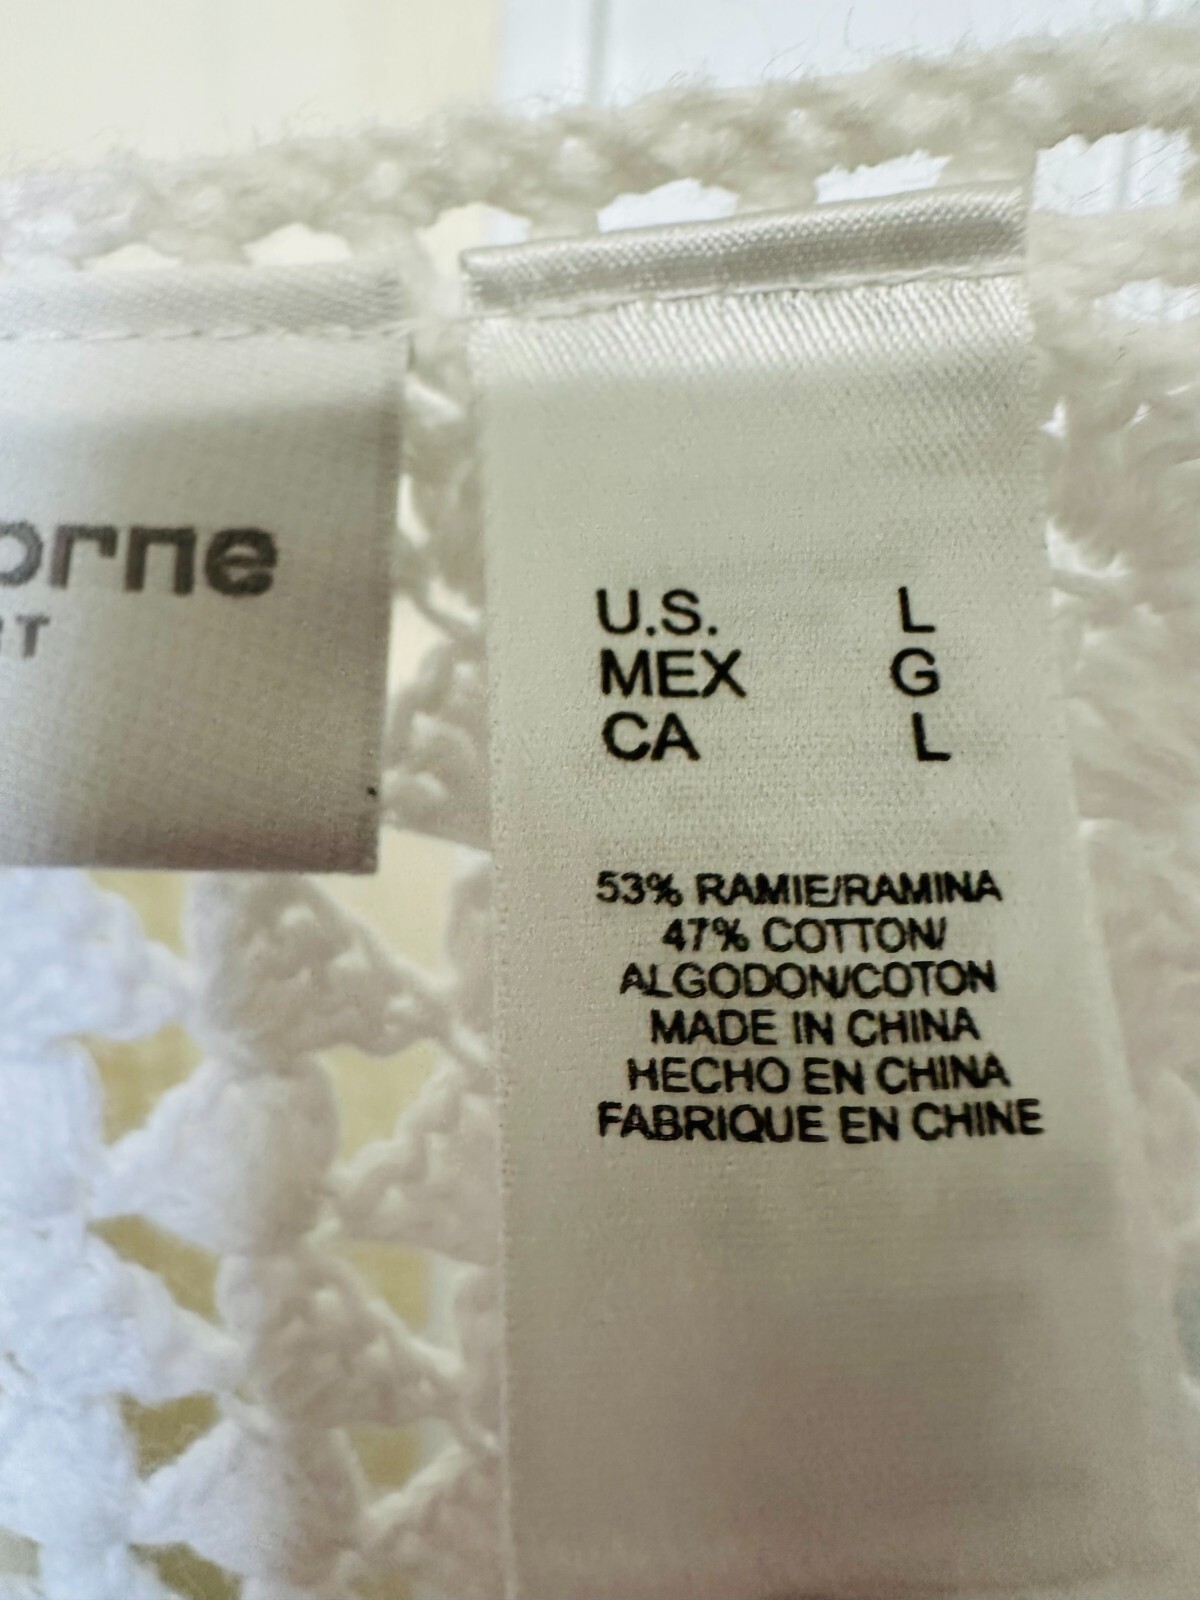 orne
U.S. L
MEX G
CA L
53% RAMIE/RAMINA
47% COTTON/
ALGODON/COTON
MADE IN CHINA
HECHO EN CHINA
FABRIQUE EN CHINE